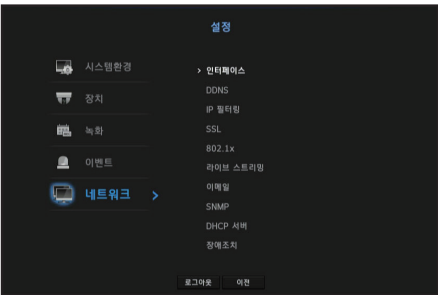 설정
시스템환경
장치
녹화
이벤트
네트워크 >
> 인터페이스
DDNS
IP 필터링
SSL
802.1x
라이브 스트리밍
이메일
SNMP
DHCP 서버
장애조치
로그아웃
이전